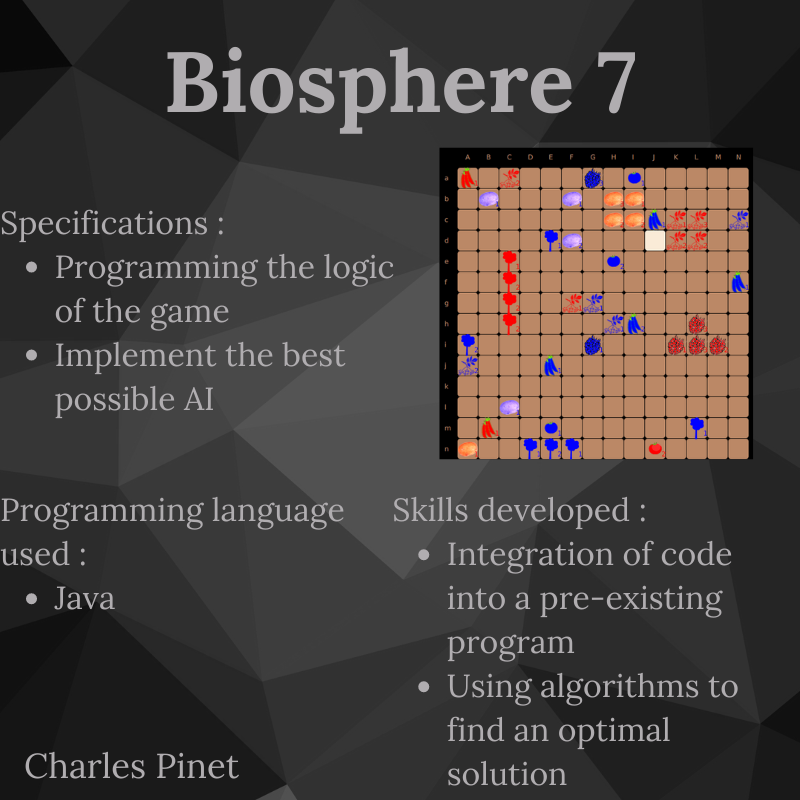 Biosphere 7
A B C D E F G H I J K L M N
a
b
c
d
e
f
g
h
i
j
k
l
m
n
Specifications :
Programming the logic
of the game
Implement the best
possible AI
Programming language
used :
Java
Skills developed :
Integration of code
into a pre-existing
program
Using algorithms to
find an optimal
solution
Charles Pinet